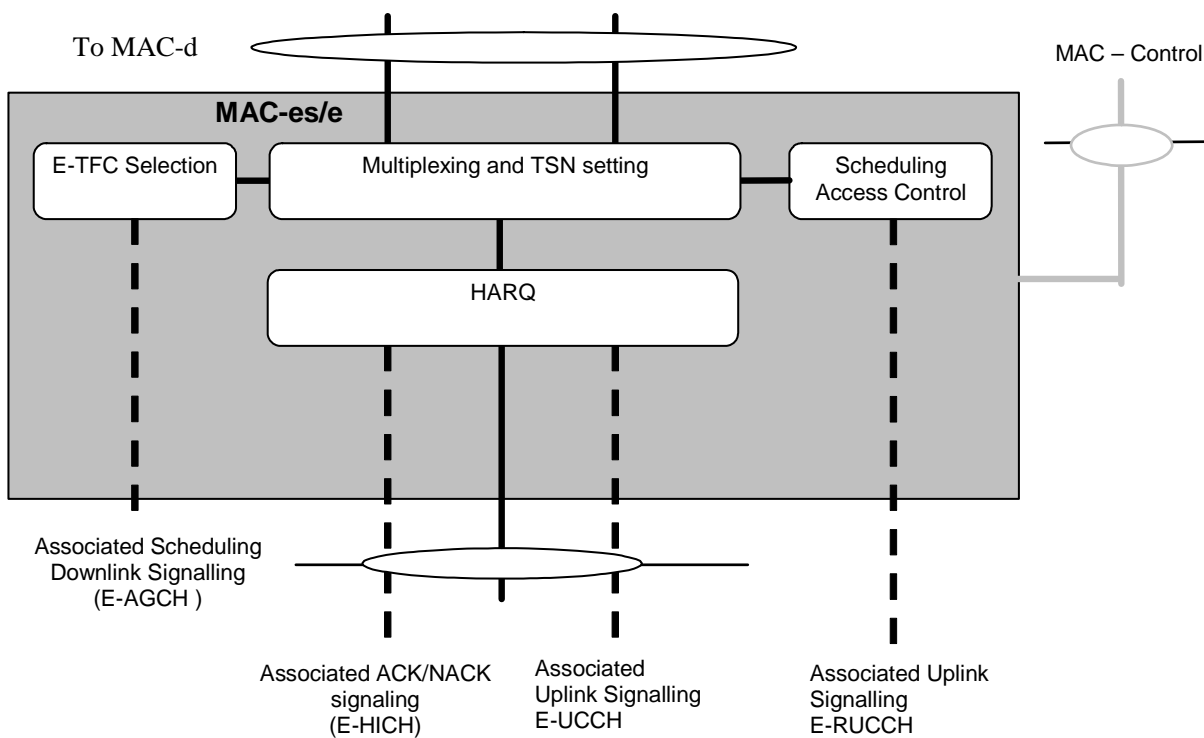 To MAC-d
MAC – Control
MAC-es/e
E-TFC Selection
Multiplexing and TSN setting
Scheduling
Access Control
HARQ
Associated Scheduling
Downlink Signalling
(E-AGCH )
Associated ACK/NACK
signaling
(E-HICH)
Associated
Uplink Signalling
E-UCCH
Associated Uplink
Signalling
E-RUCCH